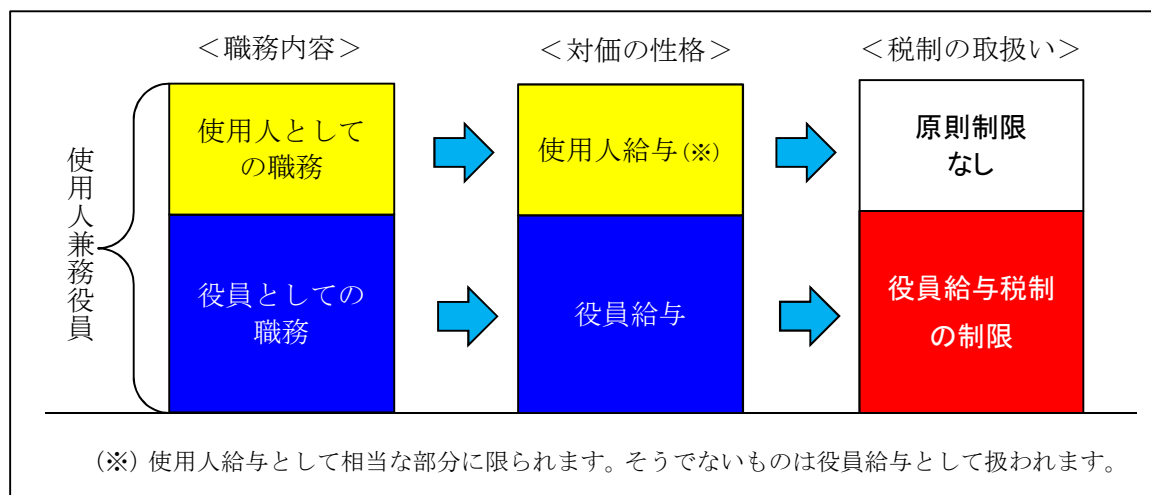 <職務内容>
<対価の性格>
<税制の取扱い>
使用人兼務役員
使用人として
の職務
使用人給与(※)
原則制限
なし
役員としての
職務
役員給与
役員給与税制
の制限
(※) 使用人給与として相当な部分に限られます。そうでないものは役員給与として扱われます。